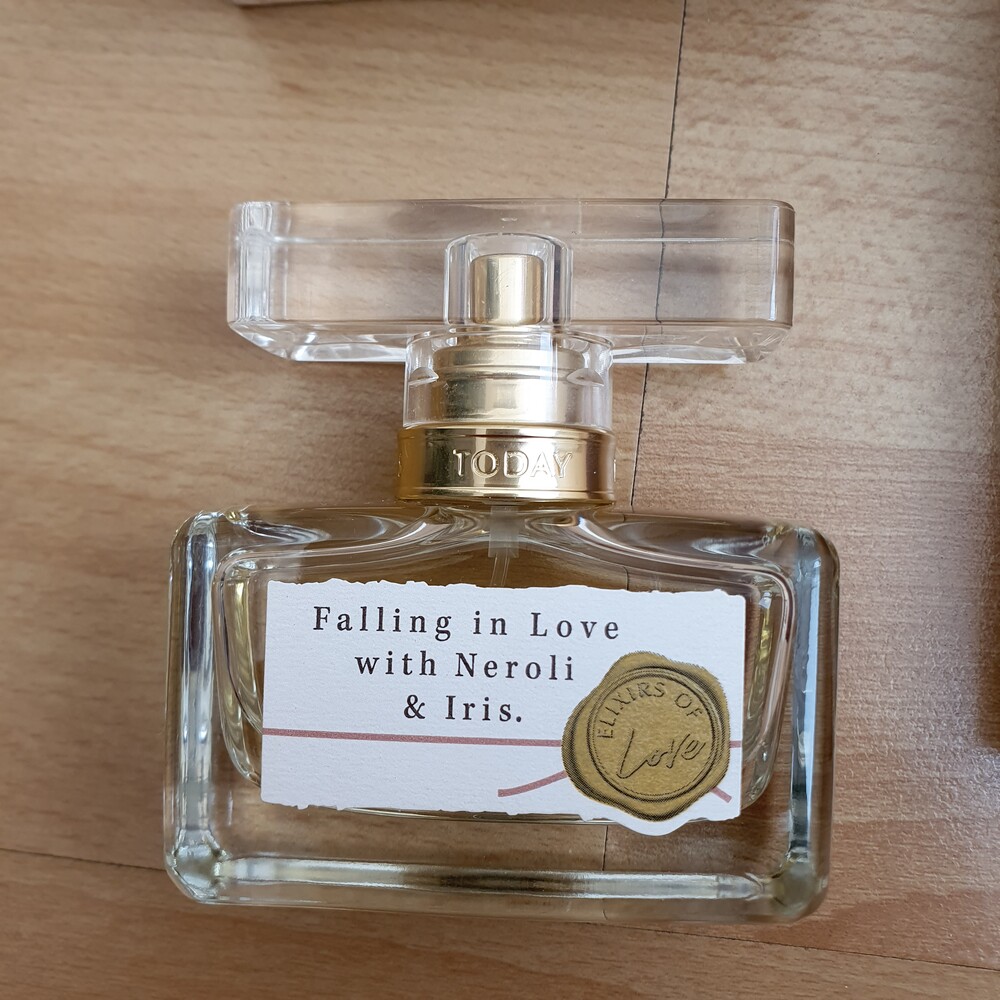 TODAY
Falling in Love
with Neroli
& Iris.
ELIXIRS OF
Love